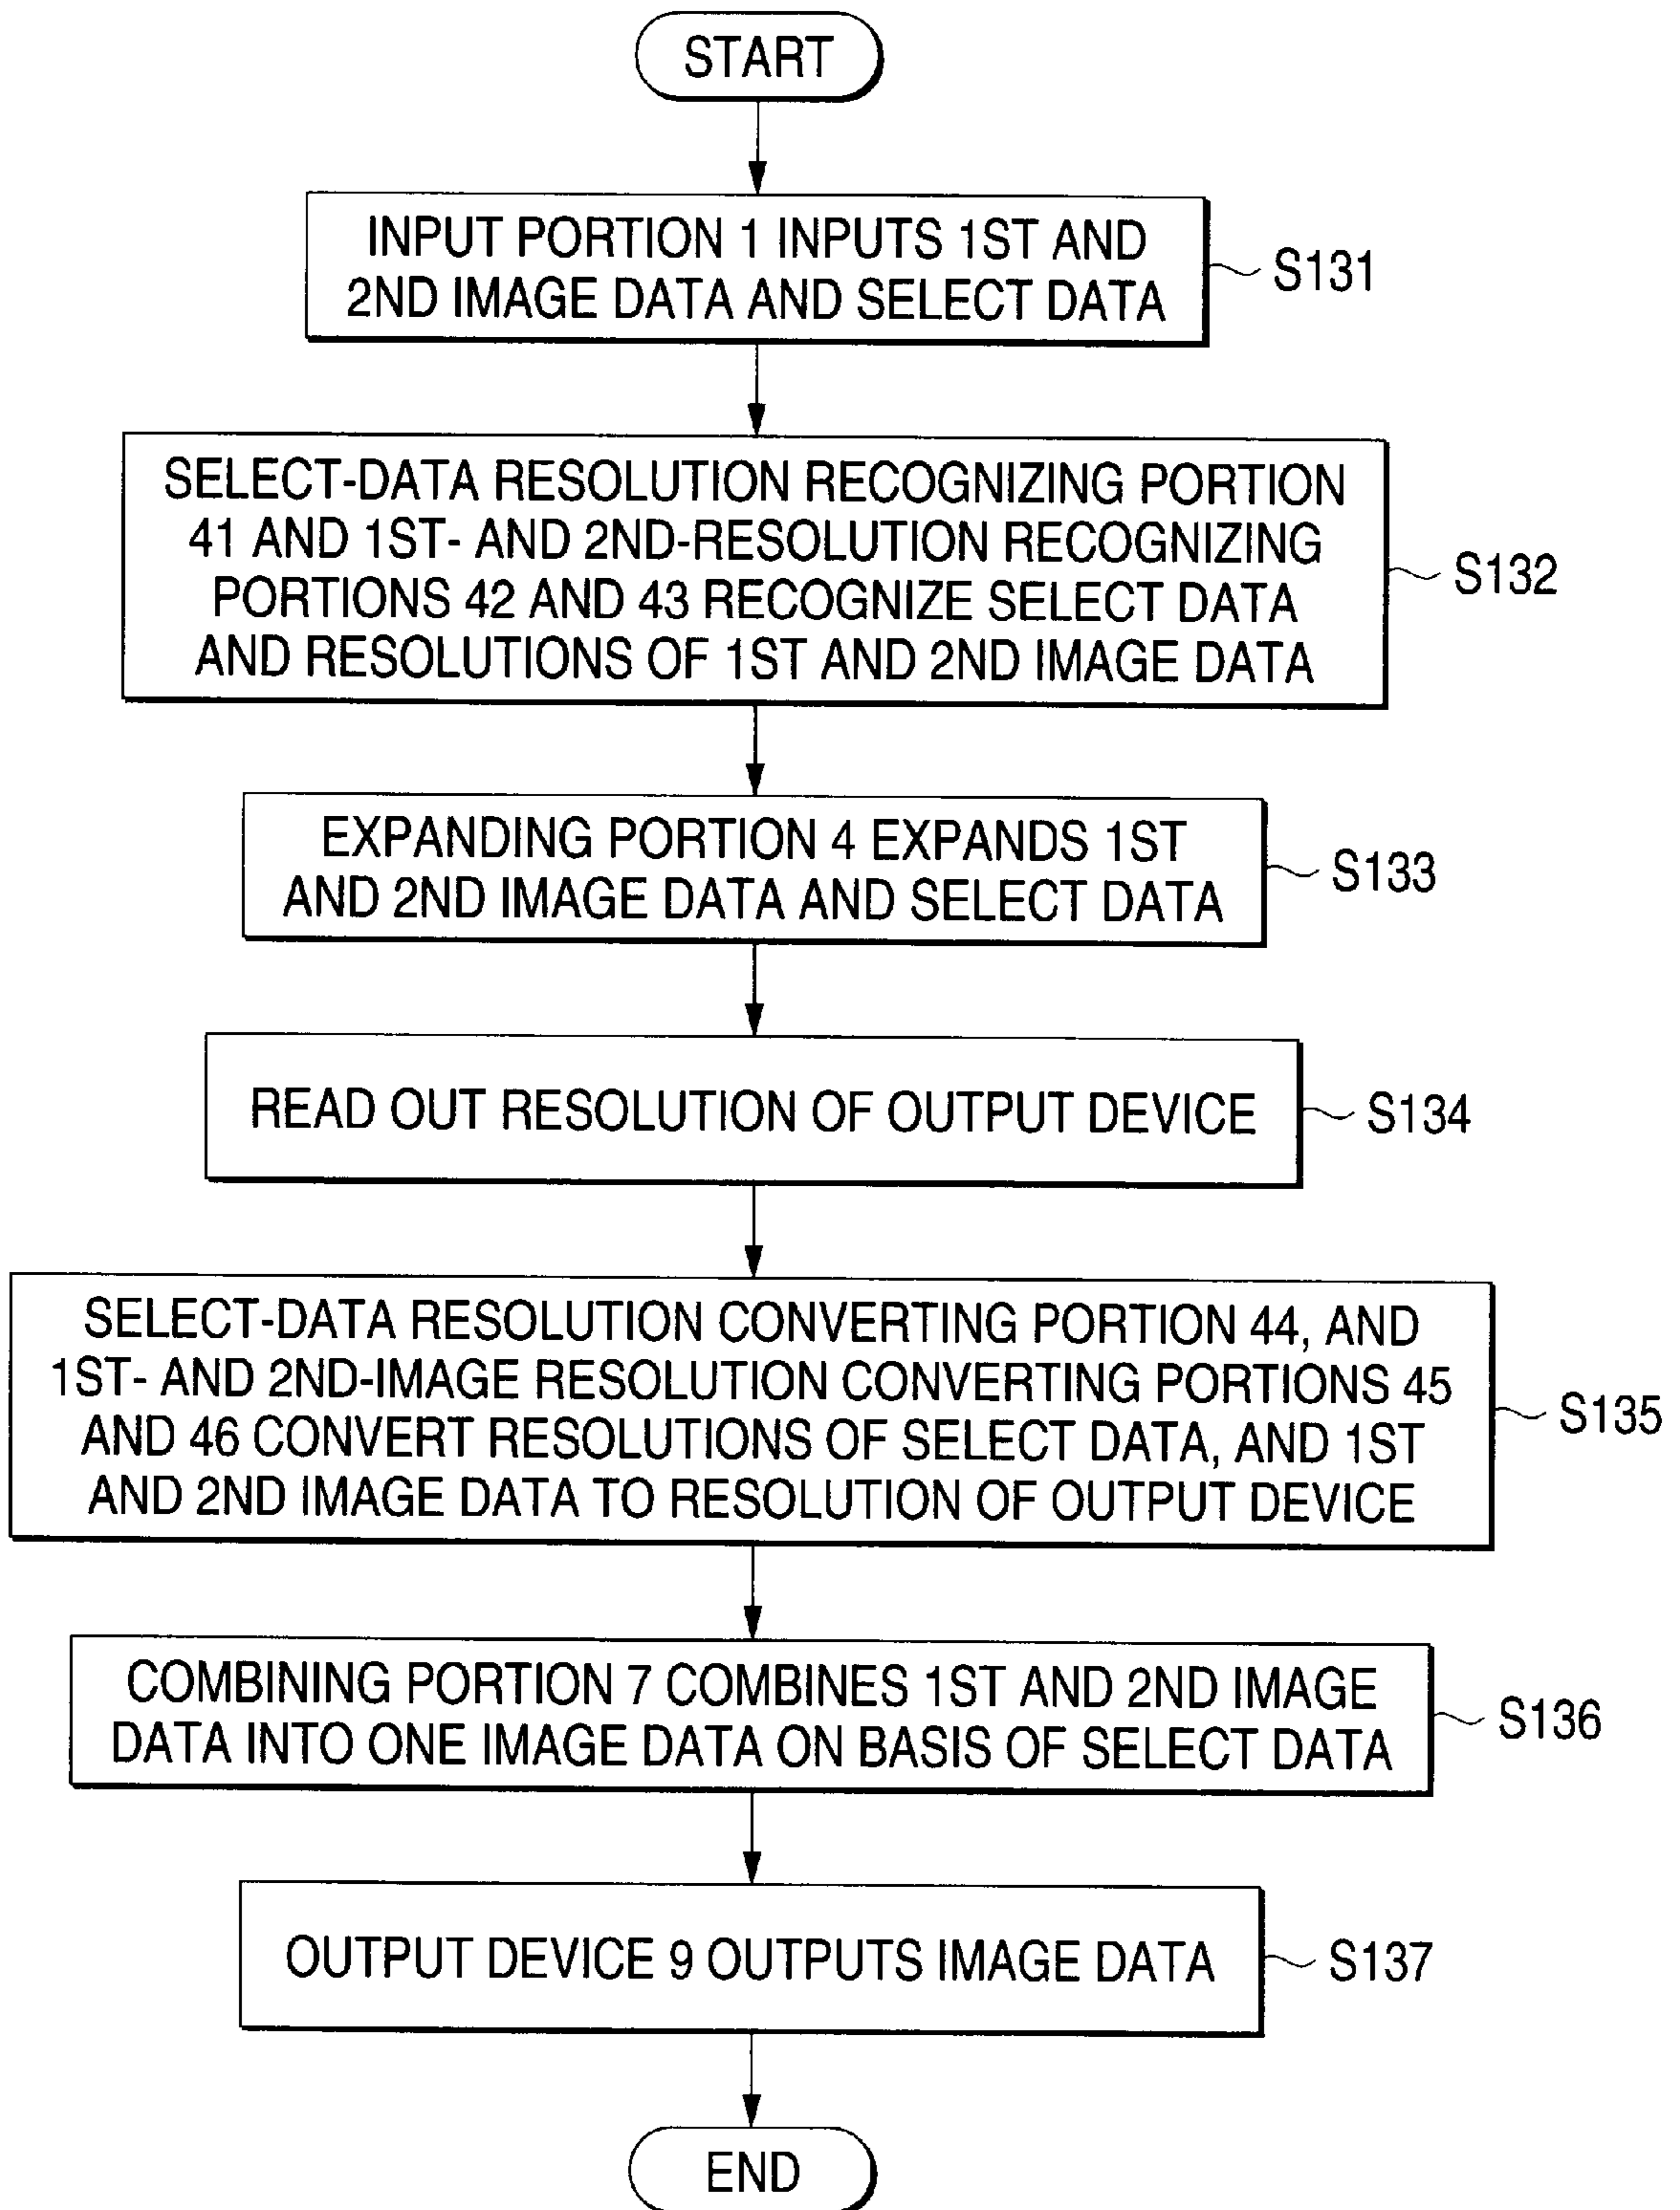 START
INPUT PORTION 1 INPUTS 1ST AND
2ND IMAGE DATA AND SELECT DATA
S131
SELECT-DATA RESOLUTION RECOGNIZING PORTION
41 AND 1ST- AND 2ND-RESOLUTION RECOGNIZING
PORTIONS 42 AND 43 RECOGNIZE SELECT DATA
AND RESOLUTIONS OF 1ST AND 2ND IMAGE DATA
S132
EXPANDING PORTION 4 EXPANDS 1ST
AND 2ND IMAGE DATA AND SELECT DATA
S133
READ OUT RESOLUTION OF OUTPUT DEVICE
S134
SELECT-DATA RESOLUTION CONVERTING PORTION 44, AND
1ST- AND 2ND-IMAGE RESOLUTION CONVERTING PORTIONS 45
AND 46 CONVERT RESOLUTIONS OF SELECT DATA, AND 1ST
AND 2ND IMAGE DATA TO RESOLUTION OF OUTPUT DEVICE
S135
COMBINING PORTION 7 COMBINES 1ST AND 2ND IMAGE
DATA INTO ONE IMAGE DATA ON BASIS OF SELECT DATA
S136
OUTPUT DEVICE 9 OUTPUTS IMAGE DATA
S137
END